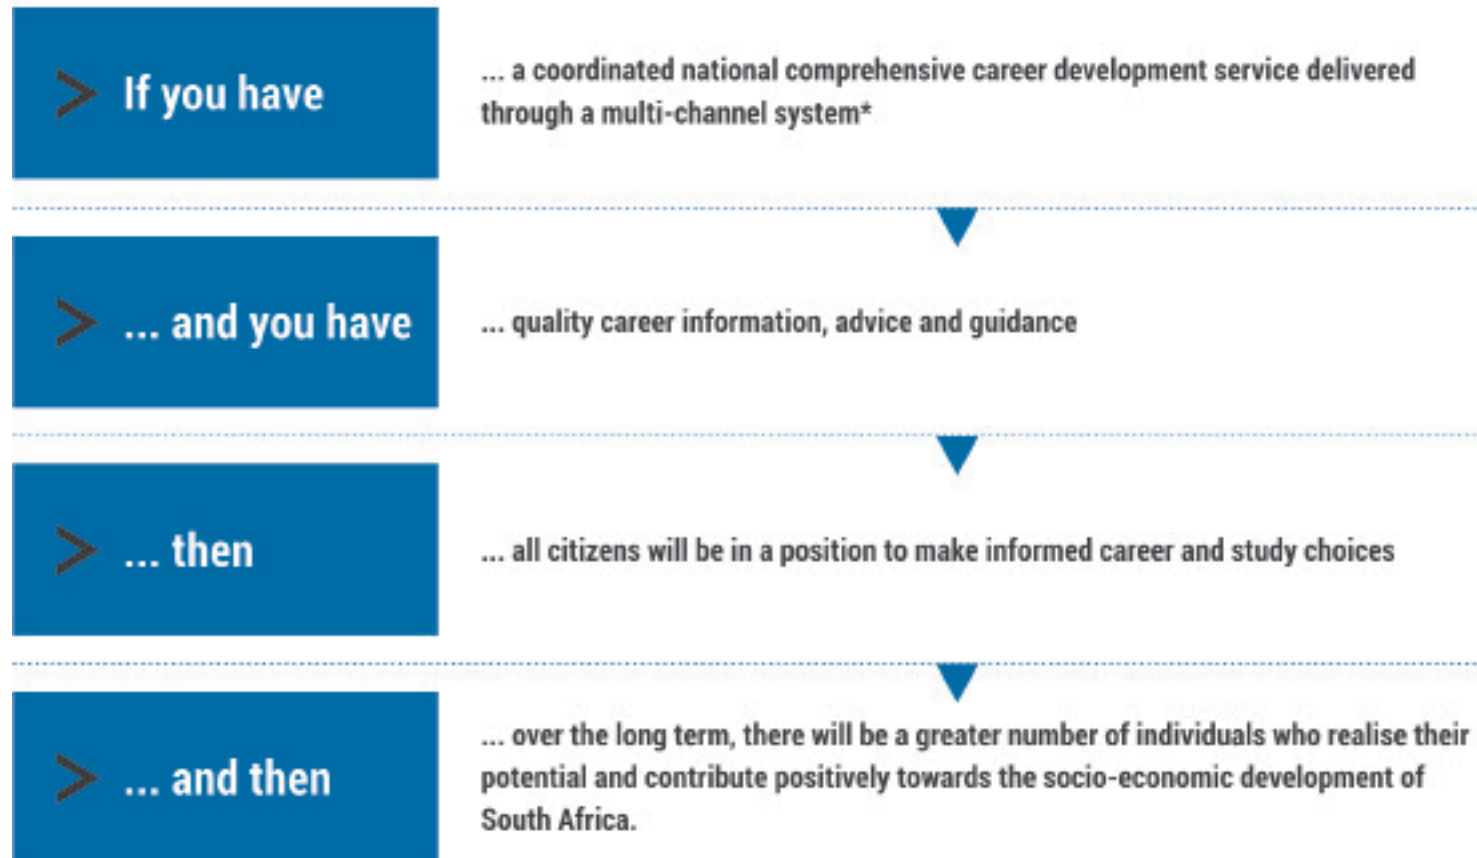 If you have
... a coordinated national comprehensive career development service delivered
through a multi-channel system*
... and you have
... quality career information, advice and guidance
... then
... all citizens will be in a position to make informed career and study choices
... and then
... over the long term, there will be a greater number of individuals who realise their
potential and contribute positively towards the socio-economic development of
South Africa.